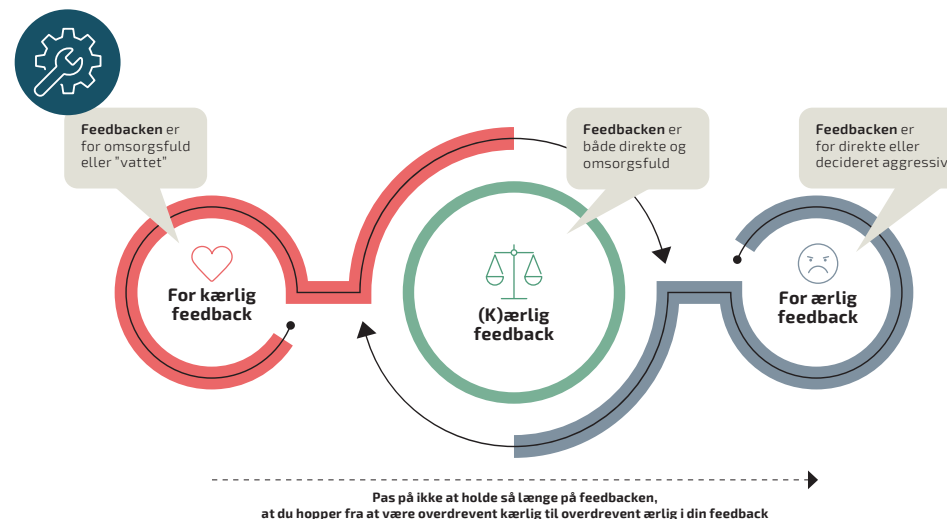 Feedbacken er
for omsorgsfuld
eller "vattet"
Feedbacken er
både direkte og
omsorgsfuld
Feedbacken er
for direkte eller
decideret aggressiv
For kærlig
feedback
(K)ærlig
feedback
For ærlig
feedback
Pas på ikke at holde så længe på feedbacken,
at du hopper fra at være overdrevent kærlig til overdrevent ærlig i din feedback